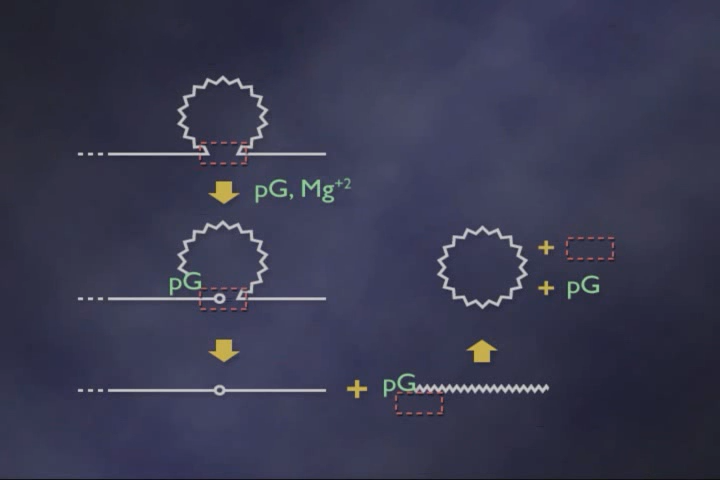 pG, Mg+2
pG
+
+ pG
+ pG